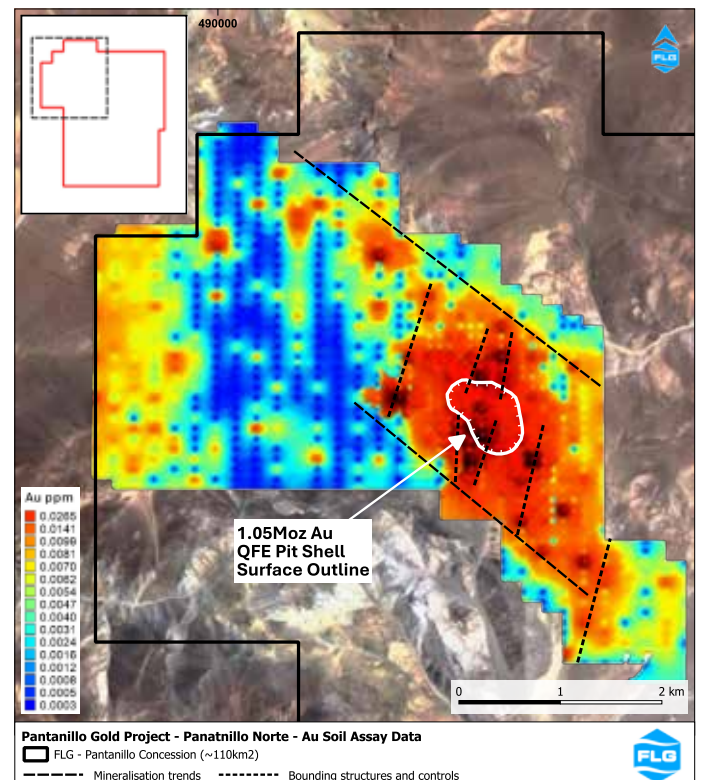 490000
FLG
1.05Moz Au
QFE Pit Shell
Surface Outline
Au ppm
0.0265
0.0141
0.0099
0.0081
0.0070
0.0062
0.0054
0.0047
0.0040
0.0031
0.0024
0.0016
0.0012
0.0008
0.0005
0.0003
0 1 2 km
Pantanillo Gold Project - Panatnillo Norte - Au Soil Assay Data
FLG - Pantanillo Concession (~110km2)
Mineralisation trends Bounding structures and controls
FLG